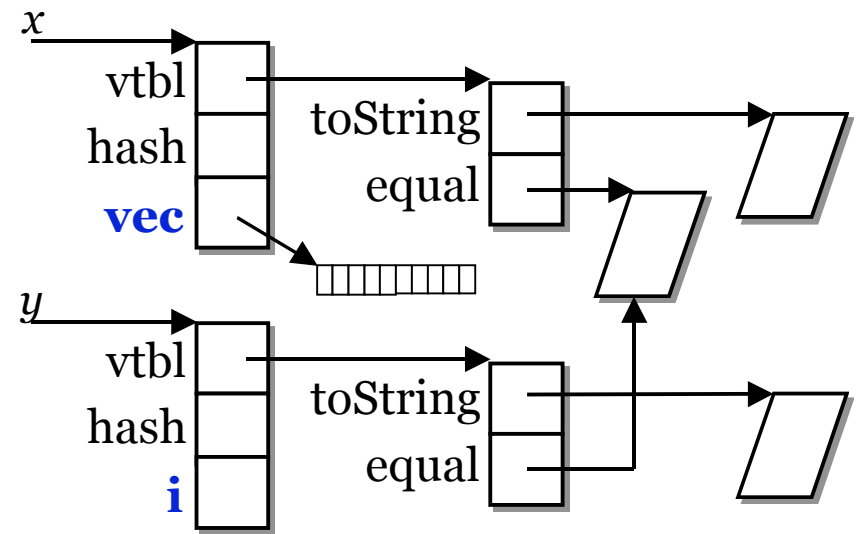 x
vtbl
toString
hash
equal
vec
y
vtbl
toString
hash
equal
i